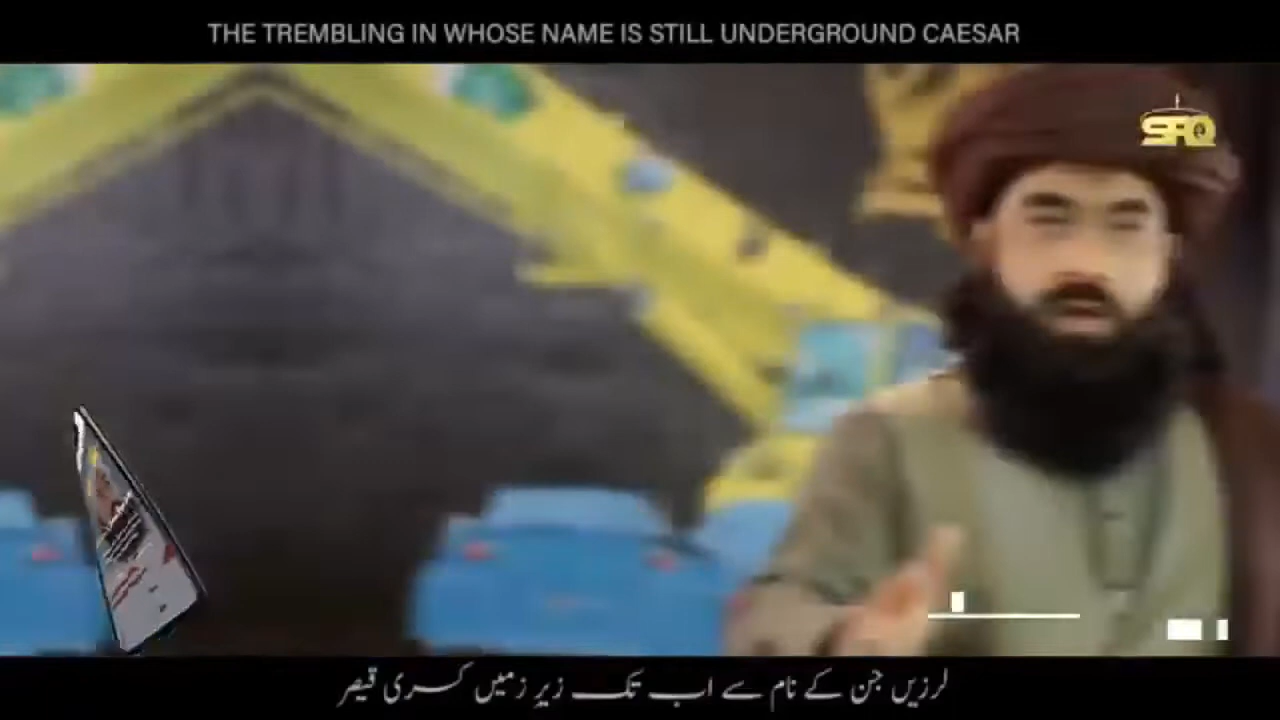 THE TREMBLING IN WHOSE NAME IS STILL UNDERGROUND CAESAR
SFQ
لرزیں جن کے نام سے اب تک زیرِ زمیں کسری قیصر